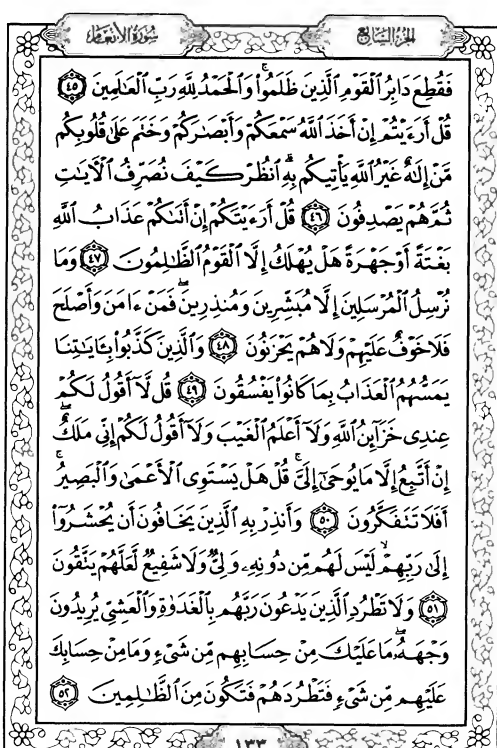 الجزء السابع
سورة الأنعام
فَقُطِعَ دَابِرُ ٱلْقَوْمِ ٱلَّذِينَ ظَلَمُوا۟ ۚ وَٱلْحَمْدُ لِلَّهِ رَبِّ ٱلْعَٰلَمِينَ ٤٥
قُلْ أَرَءَيْتُمْ إِنْ أَخَذَ ٱللَّهُ سَمْعَكُمْ وَأَبْصَٰرَكُمْ وَخَتَمَ عَلَىٰ قُلُوبِكُم
مَّنْ إِلَٰهٌ غَيْرُ ٱللَّهِ يَأْتِيكُم بِهِ ۗ ٱنظُرْ كَيْفَ نُصَرِّفُ ٱلْءَايَٰتِ
ثُمَّ هُمْ يَصْدِفُونَ ٤٦ قُلْ أَرَءَيْتَكُمْ إِنْ أَتَىٰكُمْ عَذَابُ ٱللَّهِ
بَغْتَةً أَوْ جَهْرَةً هَلْ يُهْلَكُ إِلَّا ٱلْقَوْمُ ٱلظَّٰلِمُونَ ٤٧ وَمَا
نُرْسِلُ ٱلْمُرْسَلِينَ إِلَّا مُبَشِّرِينَ وَمُنذِرِينَ ۖ فَمَنْ ءَامَنَ وَأَصْلَحَ
فَلَا خَوْفٌ عَلَيْهِمْ وَلَا هُمْ يَحْزَنُونَ ٤٨ وَٱلَّذِينَ كَذَّبُوا۟ بِـَٔايَٰتِنَا
يَمَسُّهُمُ ٱلْعَذَابُ بِمَا كَانُوا۟ يَفْسُقُونَ ٤٩ قُل لَّآ أَقُولُ لَكُمْ
عِندِى خَزَآئِنُ ٱللَّهِ وَلَآ أَعْلَمُ ٱلْغَيْبَ وَلَآ أَقُولُ لَكُمْ إِنِّى مَلَكٌ ۖ
إِنْ أَتَّبِعُ إِلَّا مَا يُوحَىٰٓ إِلَىَّ ۚ قُلْ هَلْ يَسْتَوِى ٱلْأَعْمَىٰ وَٱلْبَصِيرُ ۚ
أَفَلَا تَتَفَكَّرُونَ ٥٠ وَأَنذِرْ بِهِ ٱلَّذِينَ يَخَافُونَ أَن يُحْشَرُوٓا۟
إِلَىٰ رَبِّهِمْ ۙ لَيْسَ لَهُم مِّن دُونِهِۦ وَلِىٌّ وَلَا شَفِيعٌ لَّعَلَّهُمْ يَتَّقُونَ
٥١ وَلَا تَطْرُدِ ٱلَّذِينَ يَدْعُونَ رَبَّهُم بِٱلْغَدَوٰةِ وَٱلْعَشِىِّ يُرِيدُونَ
وَجْهَهُۥ ۖ مَا عَلَيْكَ مِنْ حِسَابِهِم مِّن شَىْءٍ وَمَا مِنْ حِسَابِكَ
عَلَيْهِم مِّن شَىْءٍ فَتَطْرُدَهُمْ فَتَكُونَ مِنَ ٱلظَّٰلِمِينَ ٥٢
١٣٣